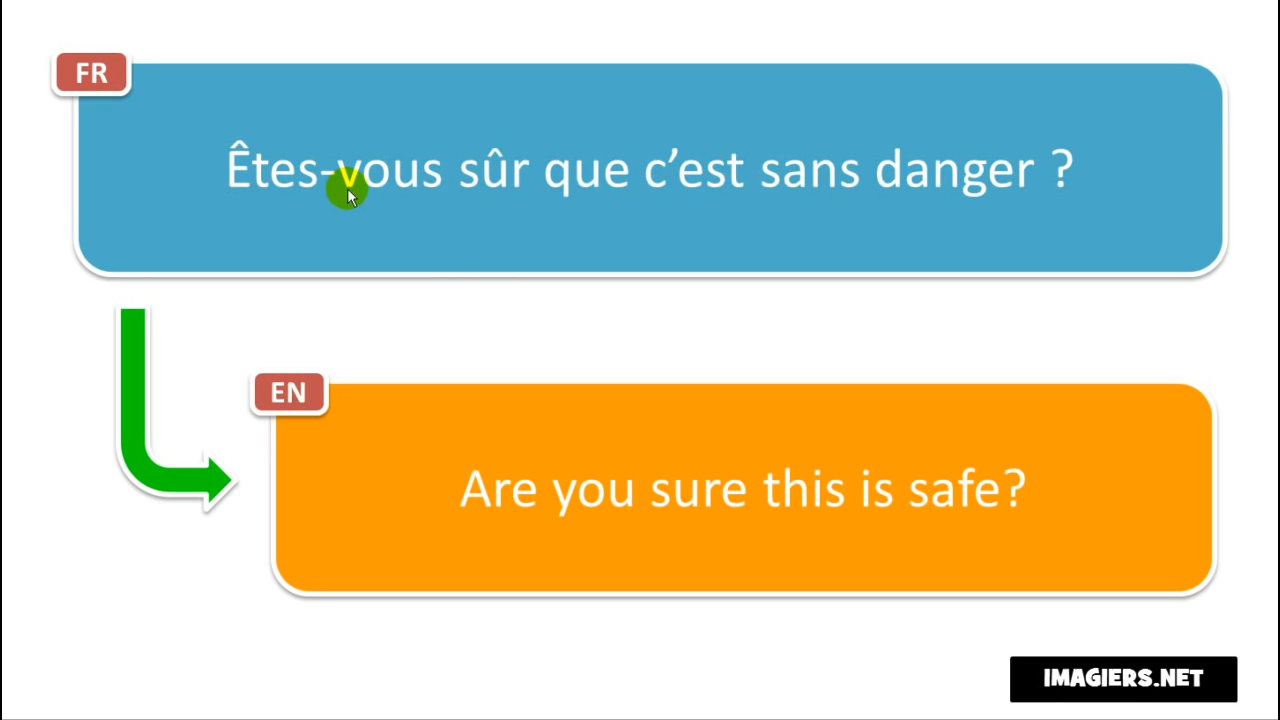 FR
Êtes-vous sûr que c’est sans danger ?
EN
Are you sure this is safe?
IMAGIERS.NET